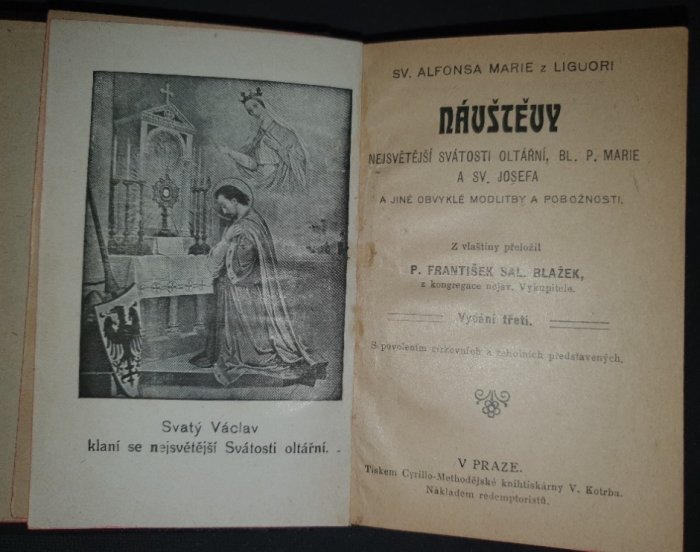 Svatý Václav
klaní se nejsvětější Svátosti oltářní.
SV. ALFONSA MARIE z LIGUORI
NÁVŠTĚVY
NEJSVĚTĚJŠÍ SVÁTOSTI OLTÁŘNÍ, BL. P. MARIE
A SV. JOSEFA
A JINÉ OBVYKLÉ MODLITBY A POBOŽNOSTI.
Z vlaštiny přeložil
P. FRANTIŠEK SAL. BLAŽEK,
z kongregace nejsv. Vykupitele.
Vydání třetí.
S povolením církevních a řeholních představených.
V PRAZE.
Tiskem Cyrillo-Methodějské knihtiskárny V. Kotrba.
Nákladem redemptoristů.